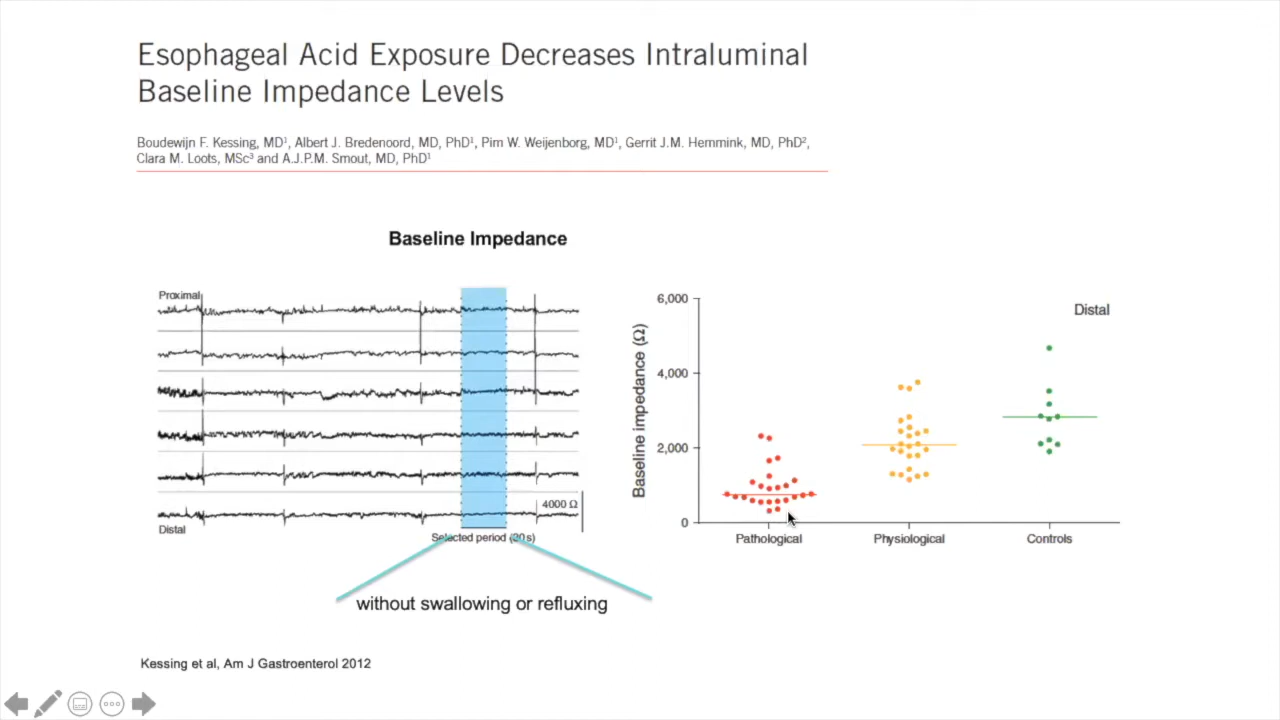 Esophageal Acid Exposure Decreases Intraluminal
Baseline Impedance Levels
Boudewijn F. Kessing, MD¹, Albert J. Bredenoord, MD, PhD¹, Pim W. Weijenborg, MD¹, Gerrit J.M. Hemmink, MD, PhD²,
Clara M. Loots, MSc³ and A.J.P.M. Smout, MD, PhD¹
Baseline Impedance
Proximal
4000 Ω
Distal
Selected period (30s)
without swallowing or refluxing
Distal
Baseline impedance (Ω)
6,000
4,000
2,000
0
Pathological
Physiological
Controls
Kessing et al, Am J Gastroenterol 2012